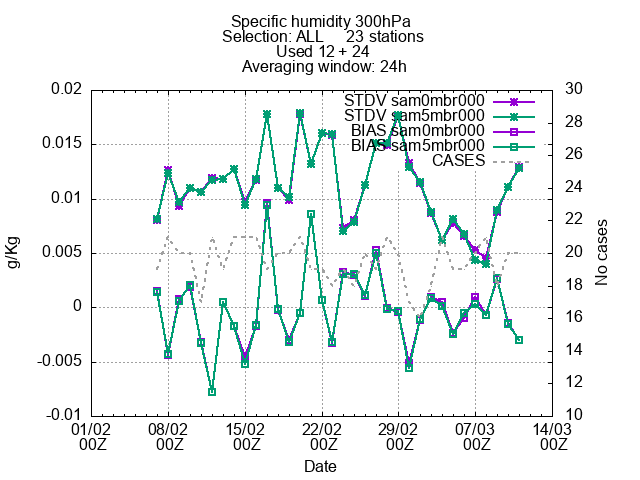 Specific humidity 300hPa
Selection: ALL 23 stations
Used 12 + 24
Averaging window: 24h
STDV sam0mbr000
STDV sam5mbr000
BIAS sam0mbr000
BIAS sam5mbr000
CASES
0.02
0.015
0.01
0.005
0
-0.005
-0.01
g/Kg
30
28
26
24
22
20
18
16
14
12
10
No cases
01/02 08/02 15/02 22/02 29/02 07/03 14/03
00Z 00Z 00Z 00Z 00Z 00Z 00Z
Date